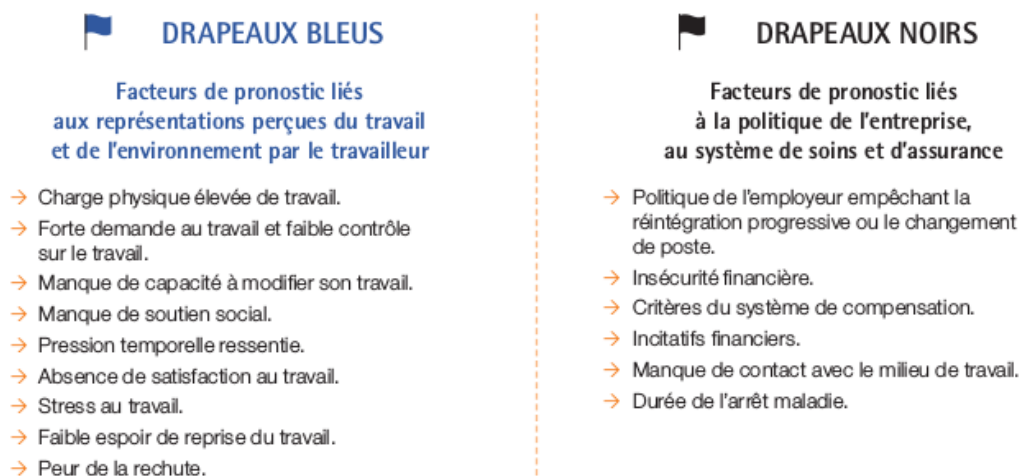 DRAPEAUX BLEUS
Facteurs de pronostic liés
aux représentations perçues du travail
et de l'environnement par le travailleur
→ Charge physique élevée de travail.
→ Forte demande au travail et faible contrôle
sur le travail.
→ Manque de capacité à modifier son travail.
→ Manque de soutien social.
→ Pression temporelle ressentie.
→ Absence de satisfaction au travail.
→ Stress au travail.
→ Faible espoir de reprise du travail.
→ Peur de la rechute.
DRAPEAUX NOIRS
Facteurs de pronostic liés
à la politique de l'entreprise,
au système de soins et d'assurance
→ Politique de l'employeur empêchant la
réintégration progressive ou le changement
de poste.
→ Insécurité financière.
→ Critères du système de compensation.
→ Incitatifs financiers.
→ Manque de contact avec le milieu de travail.
→ Durée de l'arrêt maladie.